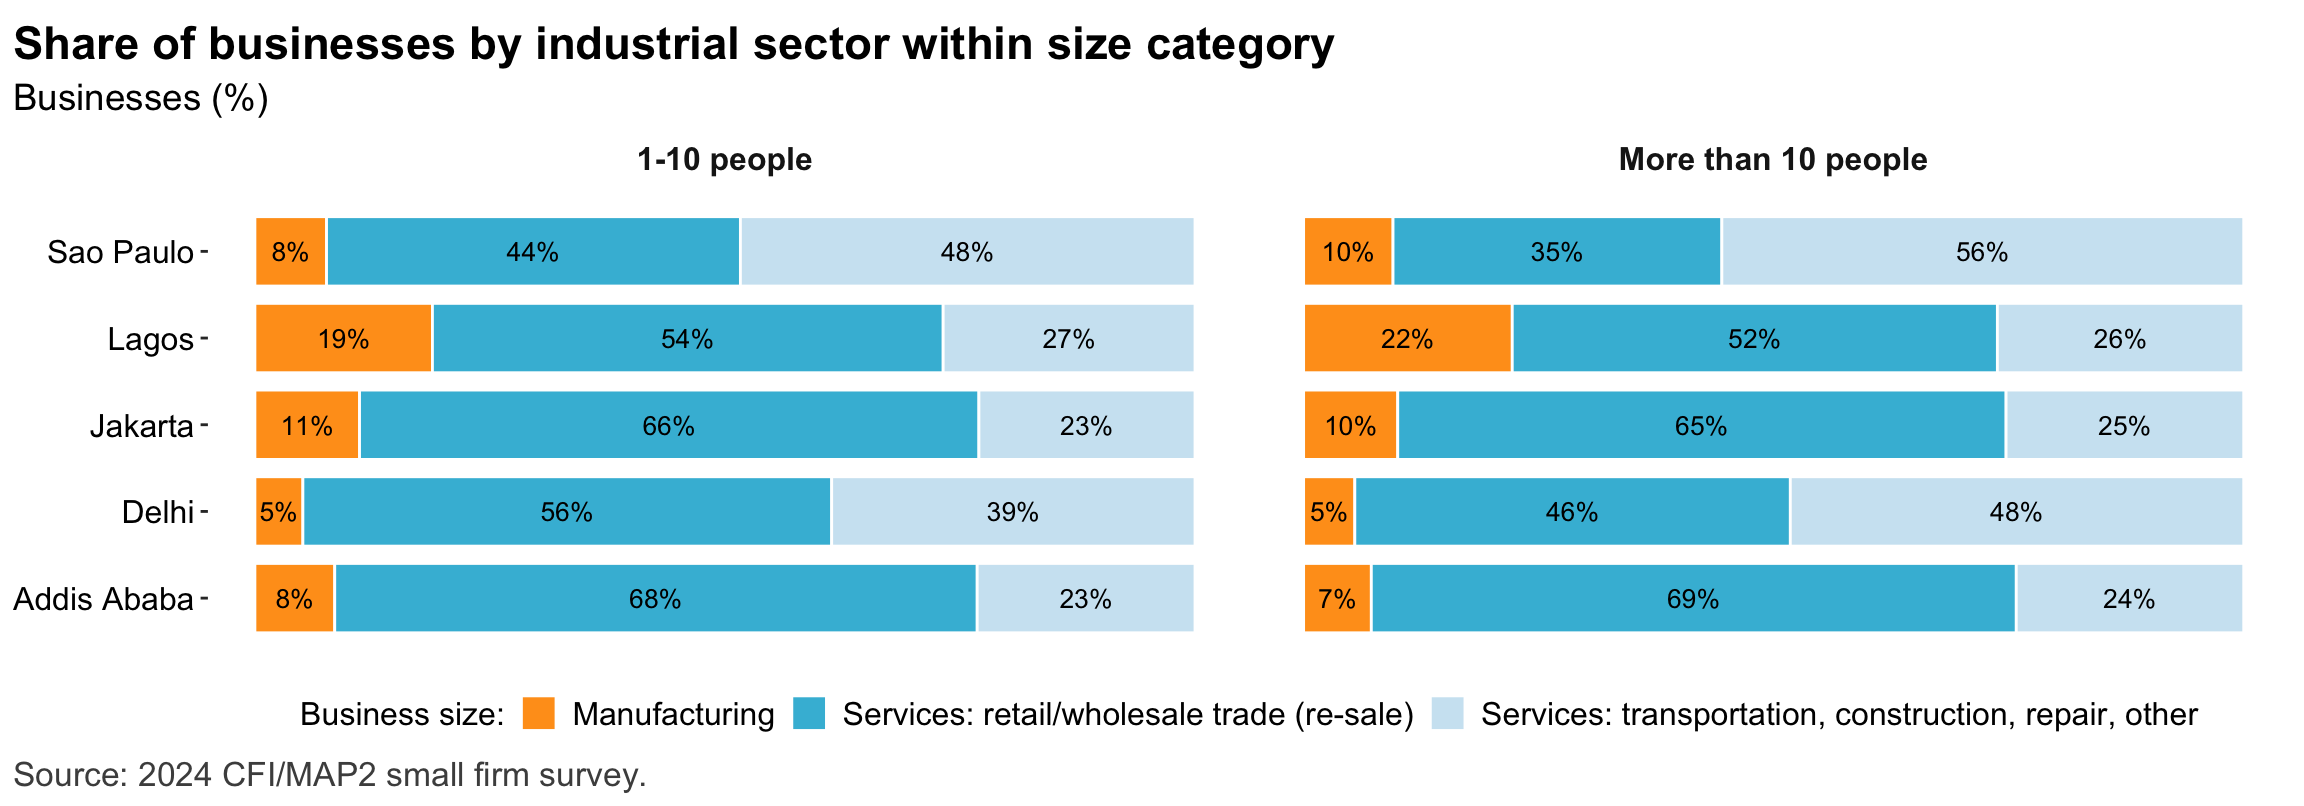 Share of businesses by industrial sector within size category
Businesses (%)
1-10 people
More than 10 people
Sao Paulo 8% 44% 48% 10% 35% 56%
Lagos 19% 54% 27% 22% 52% 26%
Jakarta 11% 66% 23% 10% 65% 25%
Delhi 5% 56% 39% 5% 46% 48%
Addis Ababa 8% 68% 23% 7% 69% 24%
Business size: Manufacturing Services: retail/wholesale trade (re-sale) Services: transportation, construction, repair, other
Source: 2024 CFI/MAP2 small firm survey.